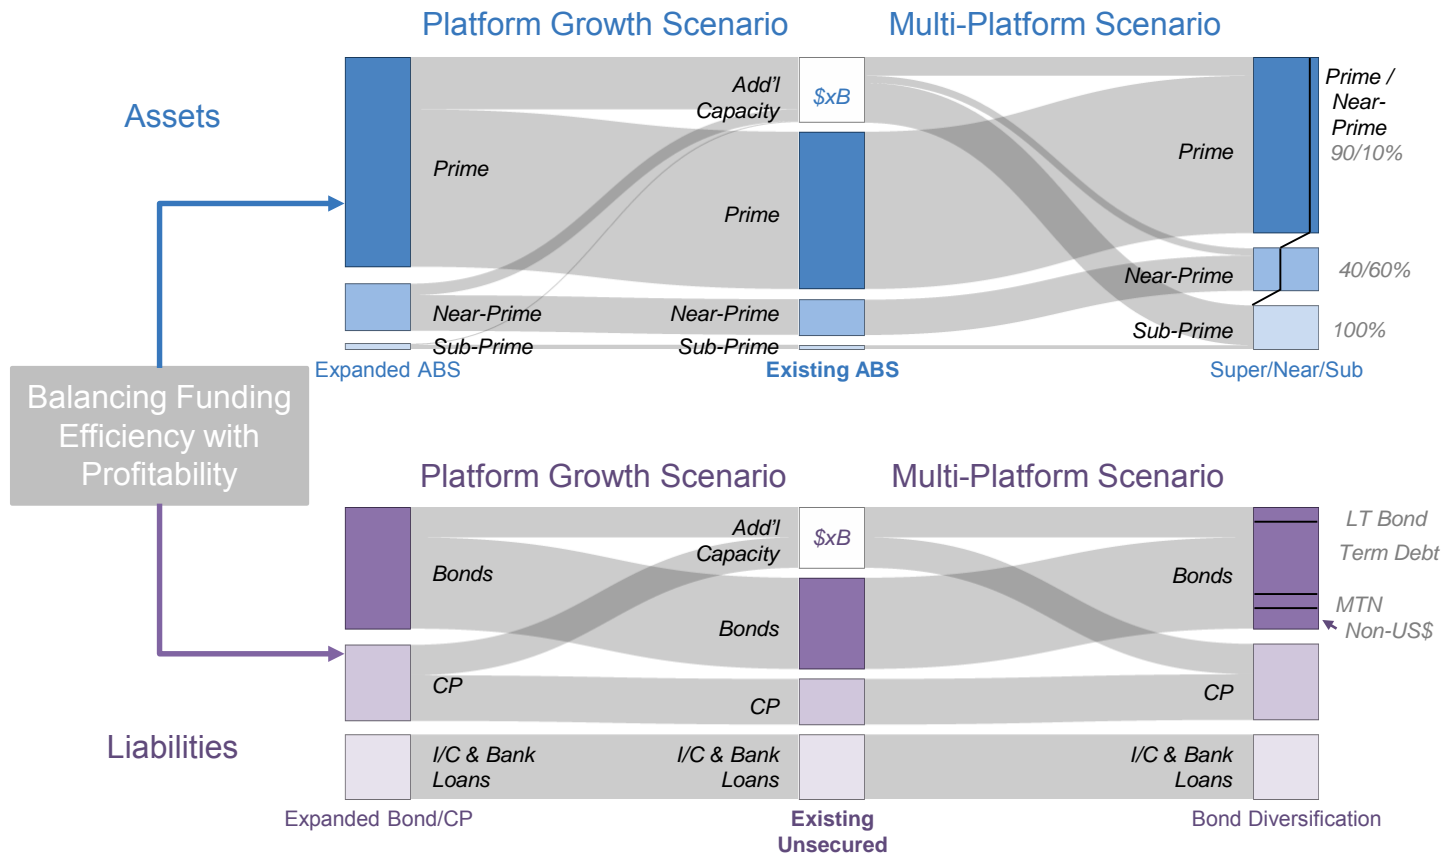 Platform Growth Scenario
Multi-Platform Scenario
Assets
Add'l
Capacity
$xB
Prime /
Near-
Prime
90/10%
Prime
Prime
Prime
Near-Prime
Near-Prime
Near-Prime
40/60%
Sub-Prime
Sub-Prime
Sub-Prime
100%
Expanded ABS
Existing ABS
Super/Near/Sub
Balancing Funding
Efficiency with
Profitability
Platform Growth Scenario
Multi-Platform Scenario
Add'l
Capacity
$xB
LT Bond
Term Debt
Bonds
Bonds
Bonds
MTN
Non-US$
CP
CP
CP
Liabilities
I/C & Bank
Loans
I/C & Bank
Loans
I/C & Bank
Loans
Expanded Bond/CP
Existing
Unsecured
Bond Diversification